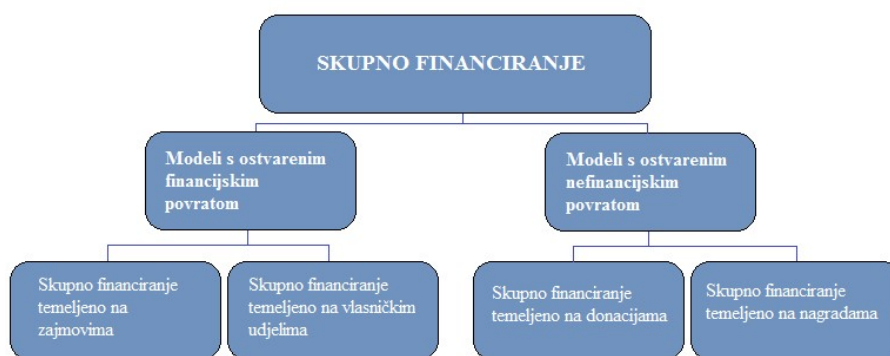 SKUPNO FINANCIRANJE
Modeli s ostvarenim
financijskim
povratom
Modeli s ostvarenim
nefinancijskim
povratom
Skupno financiranje
temeljeno na
zajmovima
Skupno financiranje
temeljeno na vlasničkim
udjelima
Skupno financiranje
temeljeno na donacijama
Skupno financiranje
temeljeno na nagradama